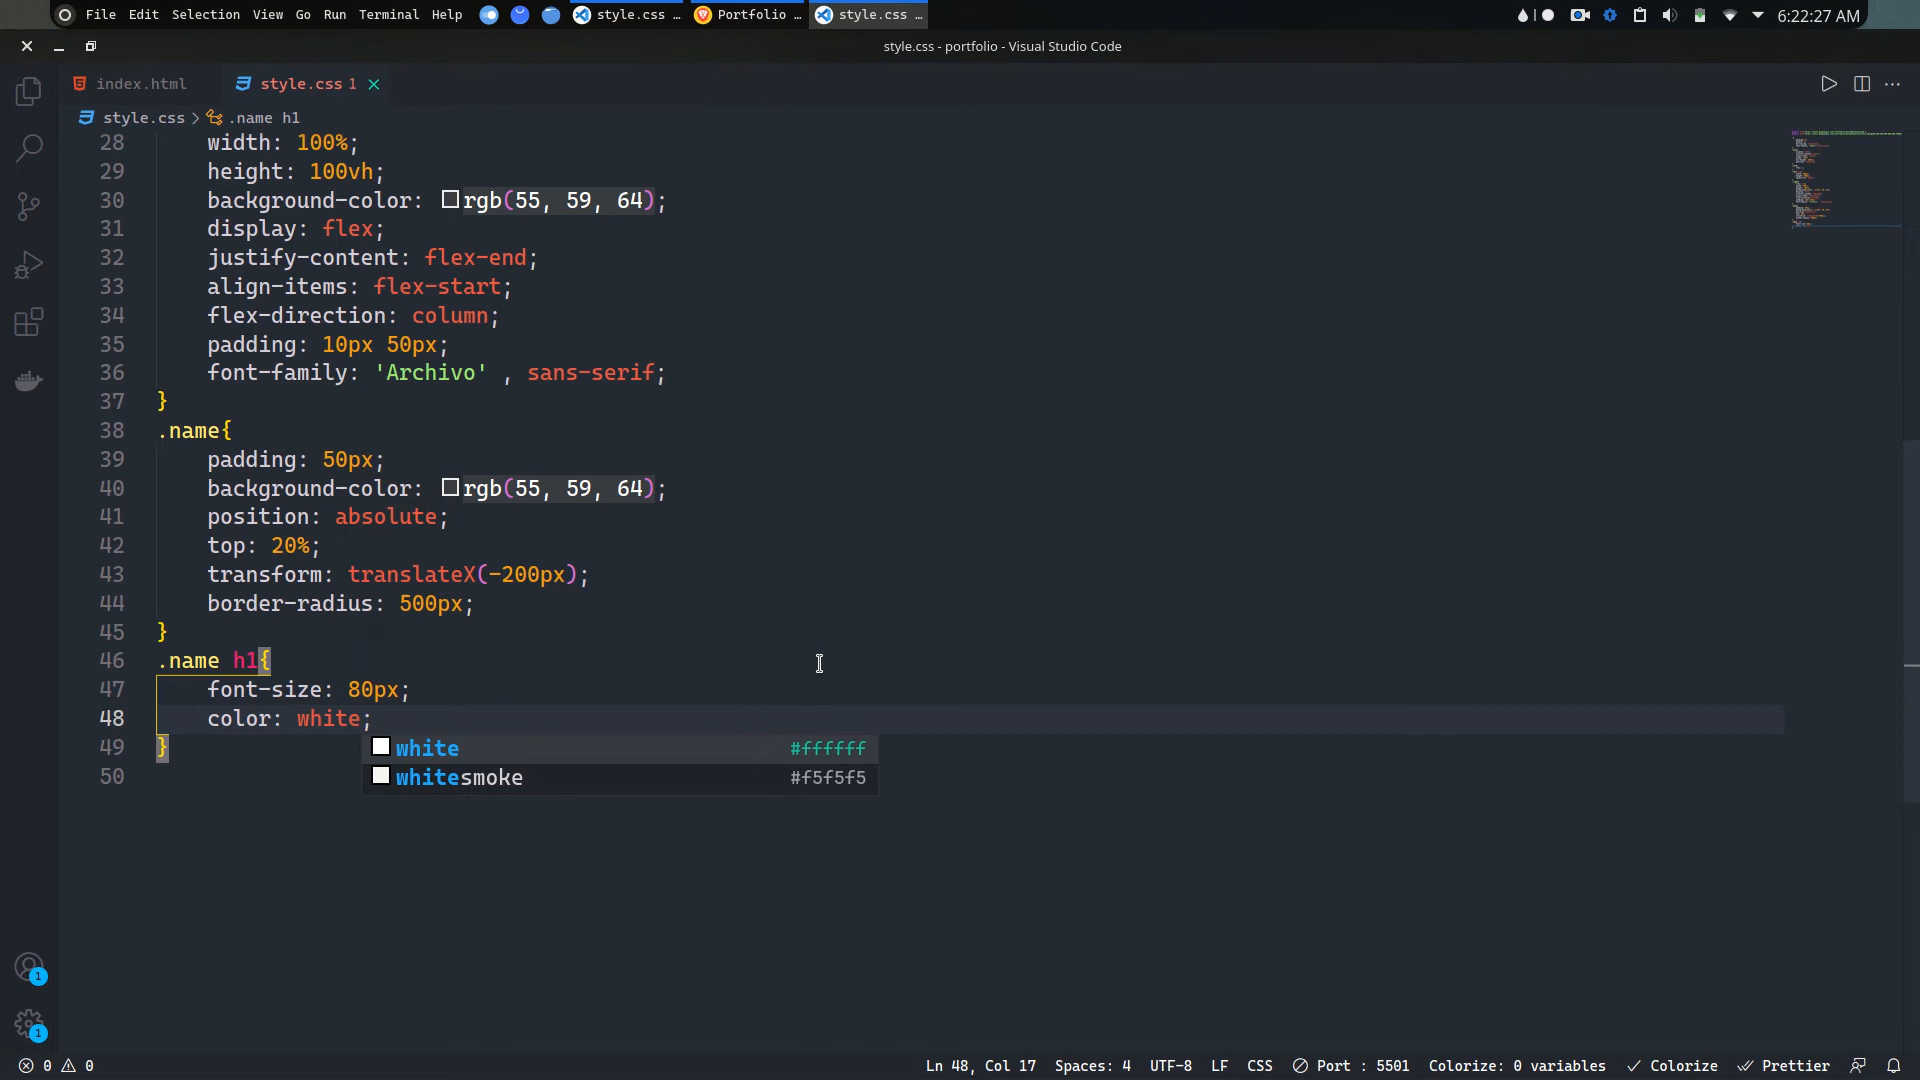 File Edit Selection View Go Run Terminal Help style.css … Portfolio … style.css … 6:22:27 AM
style.css - portfolio - Visual Studio Code
index.html style.css 1
style.css > .name h1
28 width: 100%;
29 height: 100vh;
30 background-color: rgb(55, 59, 64);
31 display: flex;
32 justify-content: flex-end;
33 align-items: flex-start;
34 flex-direction: column;
35 padding: 10px 50px;
36 font-family: 'Archivo' , sans-serif;
37 }
38 .name{
39 padding: 50px;
40 background-color: rgb(55, 59, 64);
41 position: absolute;
42 top: 20%;
43 transform: translateX(-200px);
44 border-radius: 500px;
45 }
46 .name h1{
47 font-size: 80px;
48 color: white;
49 }
white #ffffff
50
whitesmoke #f5f5f5
1
1
0 0 Ln 48, Col 17 Spaces: 4 UTF-8 LF CSS Port : 5501 Colorize: 0 variables Colorize Prettier